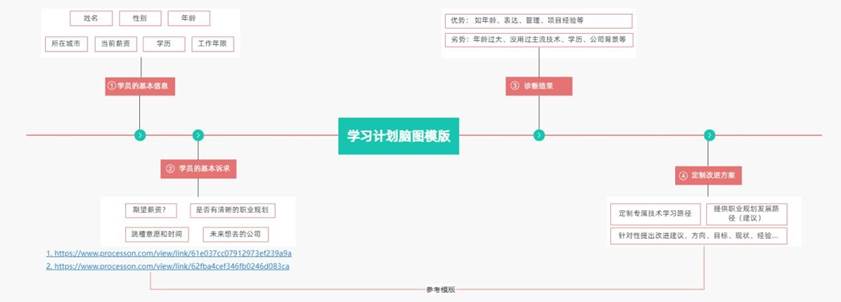 姓名 性别 年龄
所在城市 当前薪资 学历 工作年限
①学员的基本信息
② 学员的基本诉求
期望薪资? 是否有清晰的职业规划
跳槽意愿和时间 未来想去的公司
1. https://www.processon.com/view/link/61e037cc07912973ef239a9a
2. https://www.processon.com/view/link/62fba4cef346fb0246d083ca
学习计划脑图模版
优势： 如年龄、表达、管理、项目经验等
劣势：年龄过大、没用过主流技术、学历、公司背景等
③ 诊断结果
④ 定制改进方案
定制专属技术学习路径
提供职业规划发展路
径（建议）
针对性提出改进建议、方向、目标、现状、经验...
参考模版